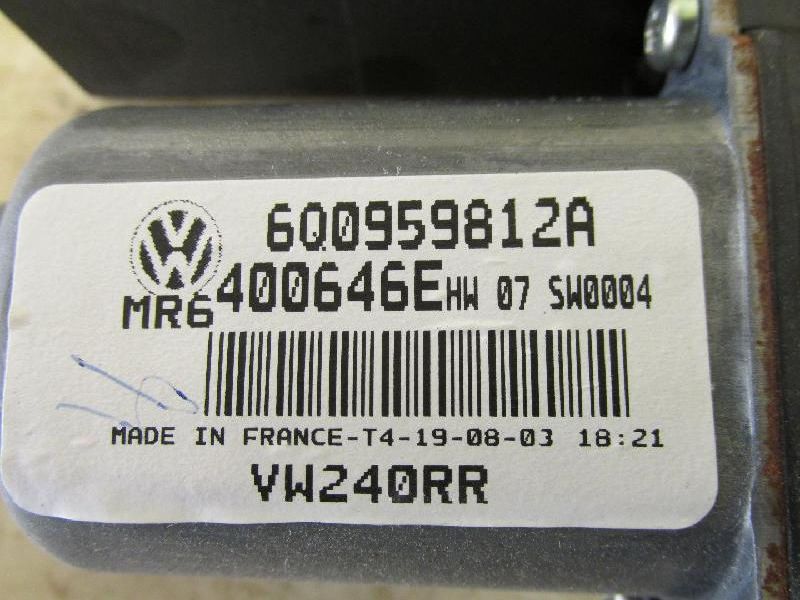 6Q0959812A
MR6 400646E HW 07 SW0004
MADE IN FRANCE-T4-19-08-03 18:21
VW240RR